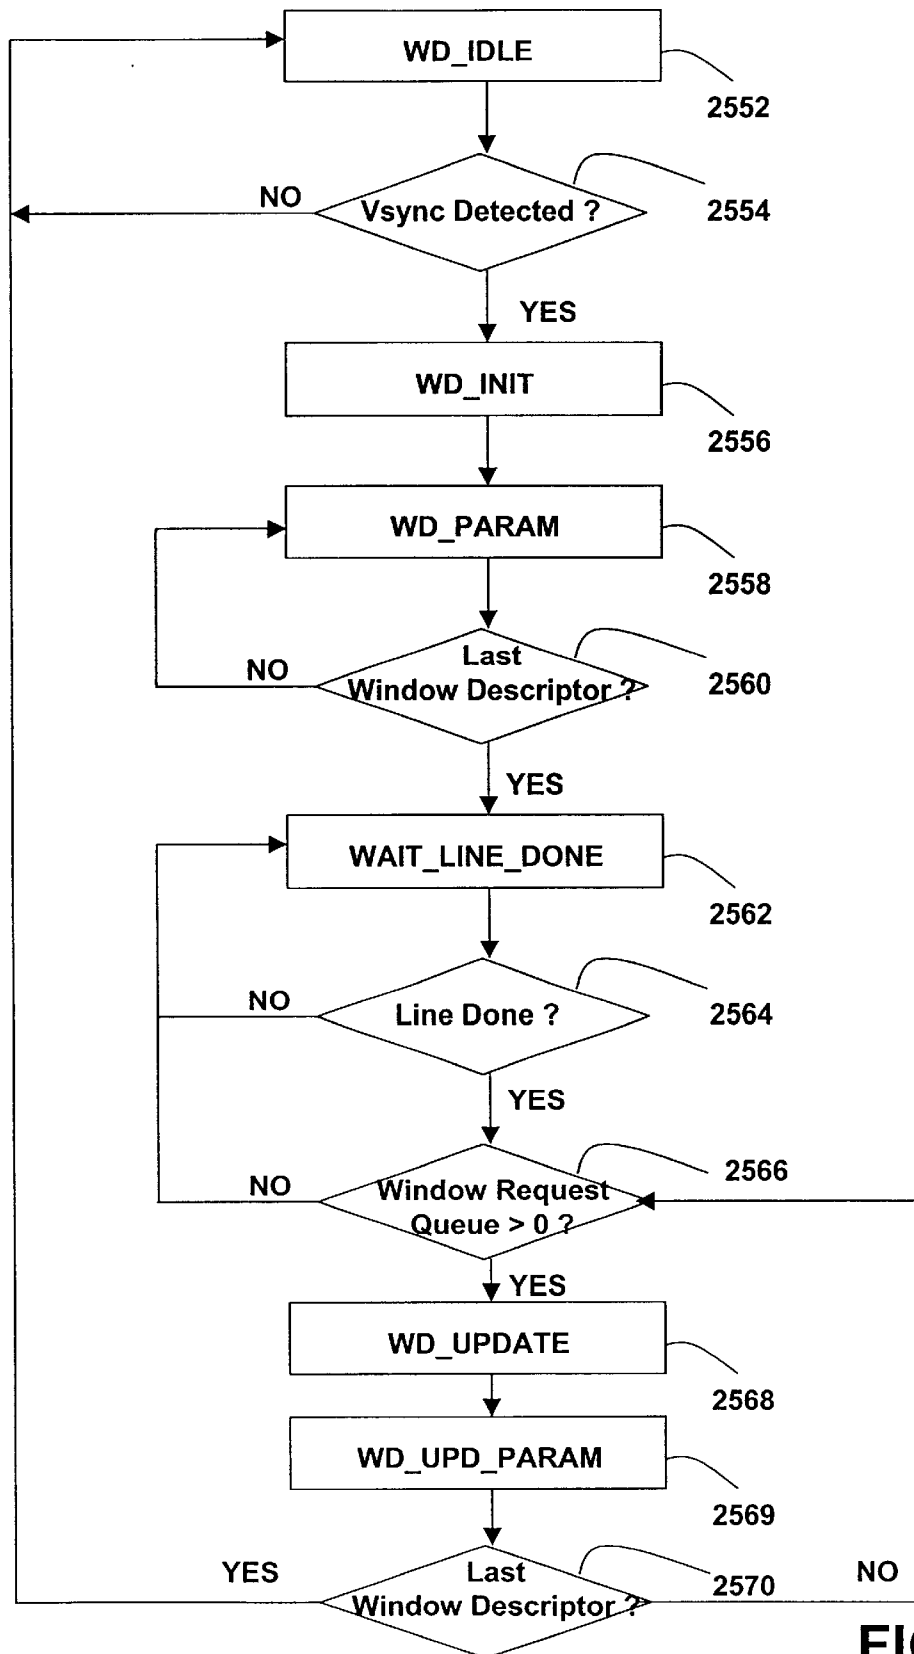 WD_IDLE
2552
NO
Vsync Detected ?
2554
YES
WD_INIT
2556
WD_PARAM
2558
NO
Last
Window Descriptor ?
2560
YES
WAIT_LINE_DONE
2562
NO
Line Done ?
2564
YES
NO
Window Request
Queue > 0 ?
2566
YES
WD_UPDATE
2568
WD_UPD_PARAM
2569
YES
Last
Window Descriptor ?
2570
NO